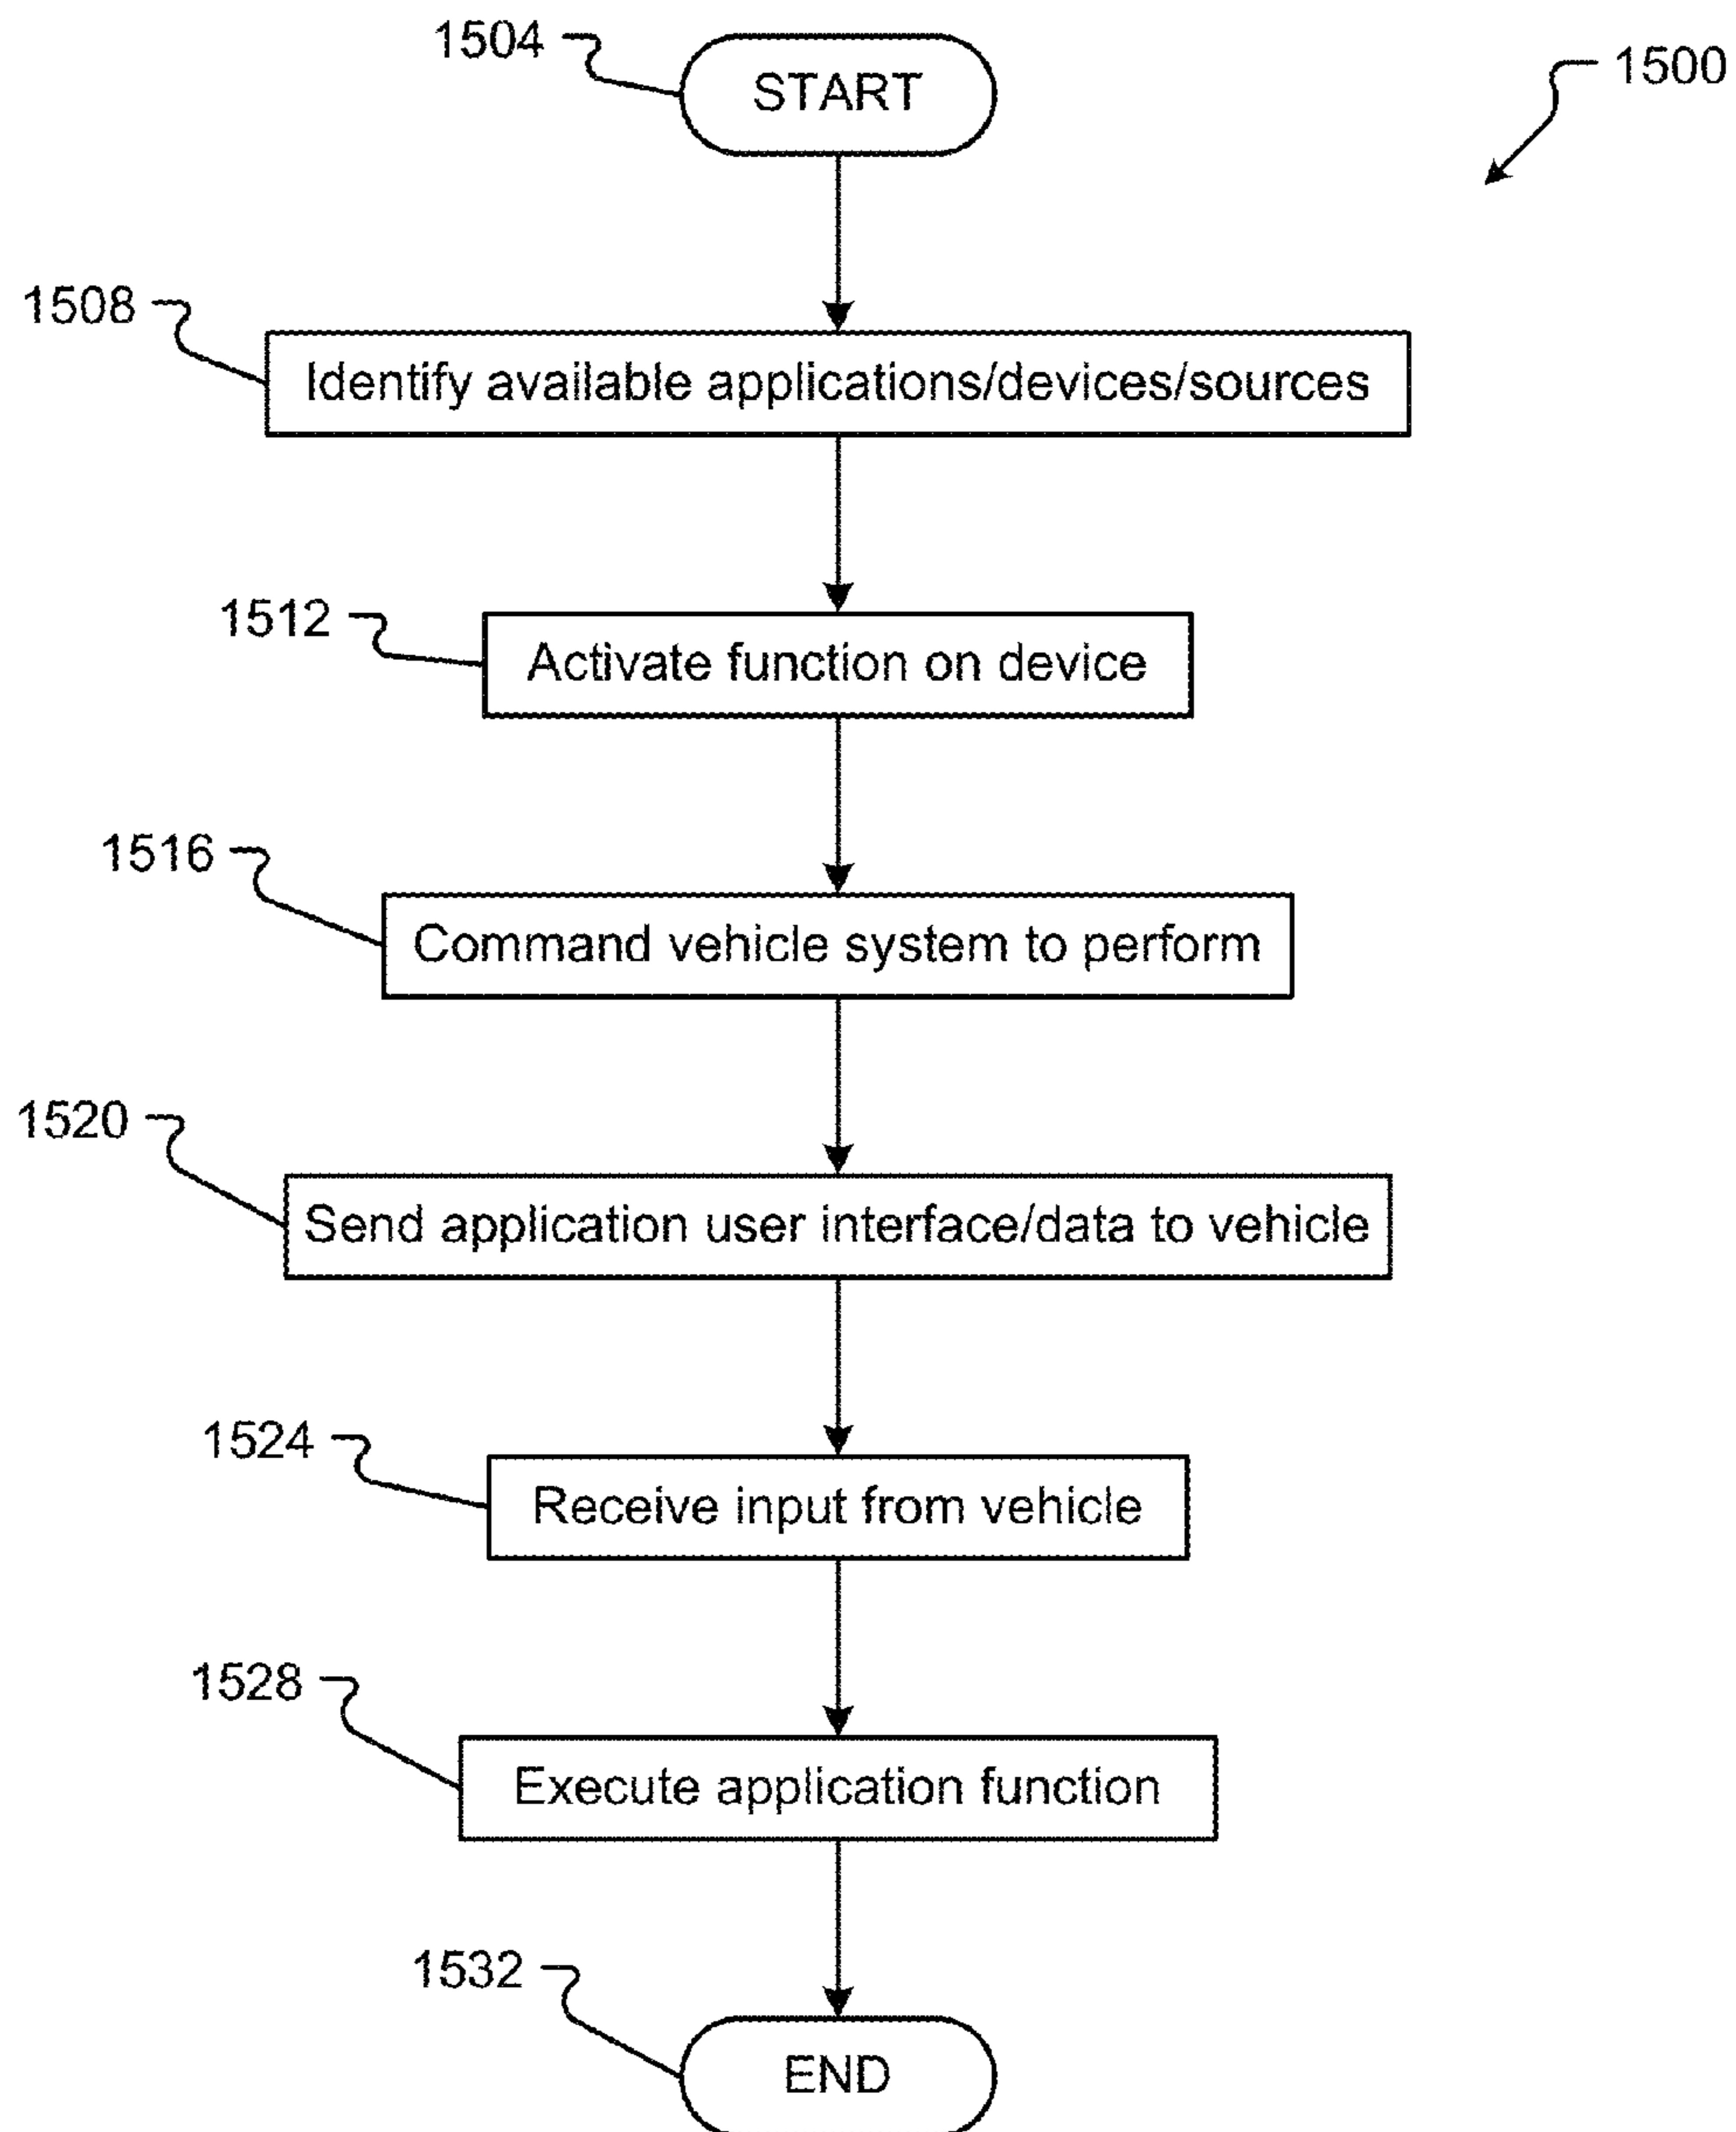 1504
START
1500
1508
Identify available applications/devices/sources
1512
Activate function on device
1516
Command vehicle system to perform
1520
Send application user interface/data to vehicle
1524
Receive input from vehicle
1528
Execute application function
1532
END